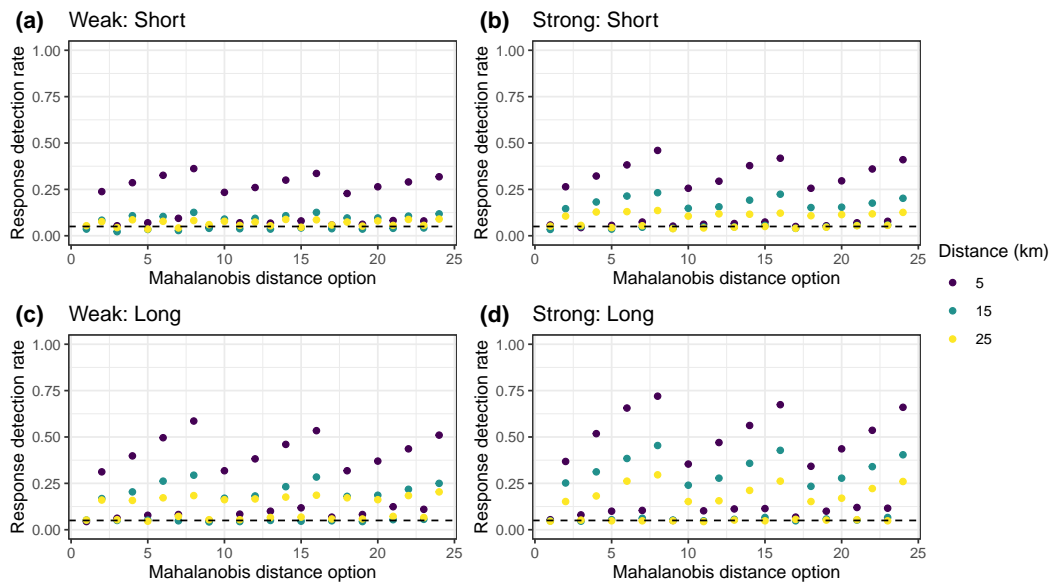 (a) Weak: Short
Response detection rate
1.00
0.75
0.50
0.25
0.00
0 5 10 15 20 25
Mahalanobis distance option
(b) Strong: Short
Response detection rate
1.00
0.75
0.50
0.25
0.00
0 5 10 15 20 25
Mahalanobis distance option
(c) Weak: Long
Response detection rate
1.00
0.75
0.50
0.25
0.00
0 5 10 15 20 25
Mahalanobis distance option
(d) Strong: Long
Response detection rate
1.00
0.75
0.50
0.25
0.00
0 5 10 15 20 25
Mahalanobis distance option
Distance (km)
5
15
25